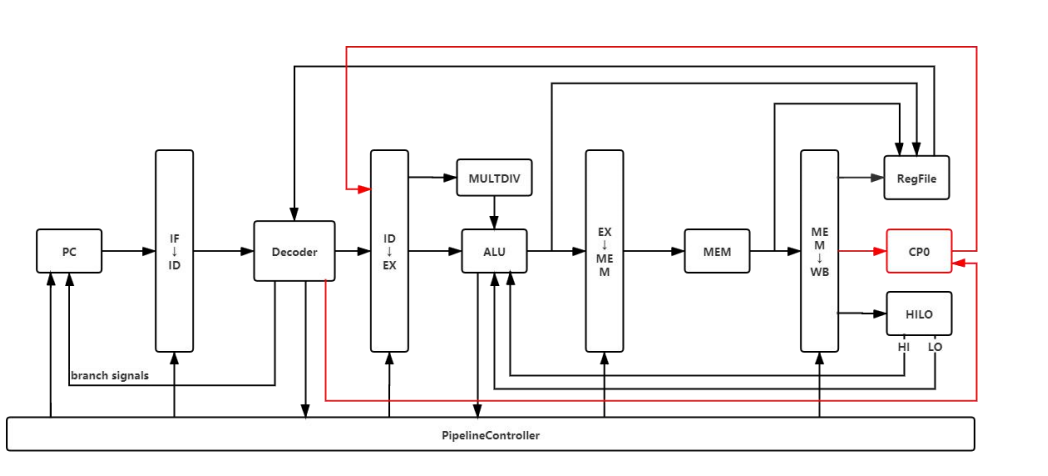 MULTDIV
RegFile
PC
IF
↓
ID
Decoder
ID
↓
EX
ALU
EX
↓
ME
M
MEM
ME
M
↓
WB
CP0
HILO
HI LO
branch signals
PipelineController